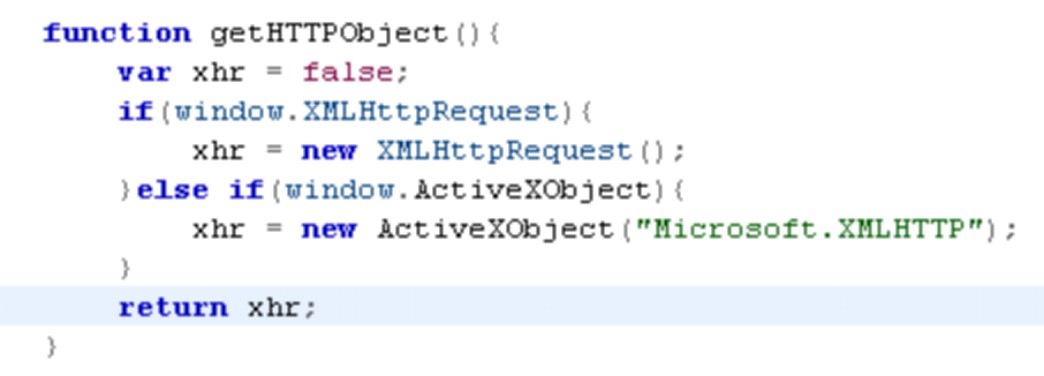 function getHTTPObject(){
    var xhr = false;
    if(window.XMLHttpRequest){
        xhr = new XMLHttpRequest();
    }else if(window.ActiveXObject){
        xhr = new ActiveXObject("Microsoft.XMLHTTP");
    }
    return xhr;
}